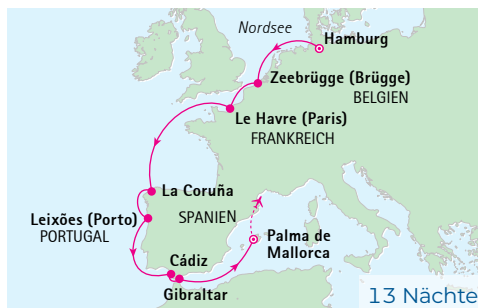 Nordsee
Hamburg
Zeebrügge (Brügge)
BELGIEN
Le Havre (Paris)
FRANKREICH
La Coruña
Leixões (Porto)
PORTUGAL
SPANIEN
Palma de
Mallorca
Cádiz
Gibraltar
13 Nächte